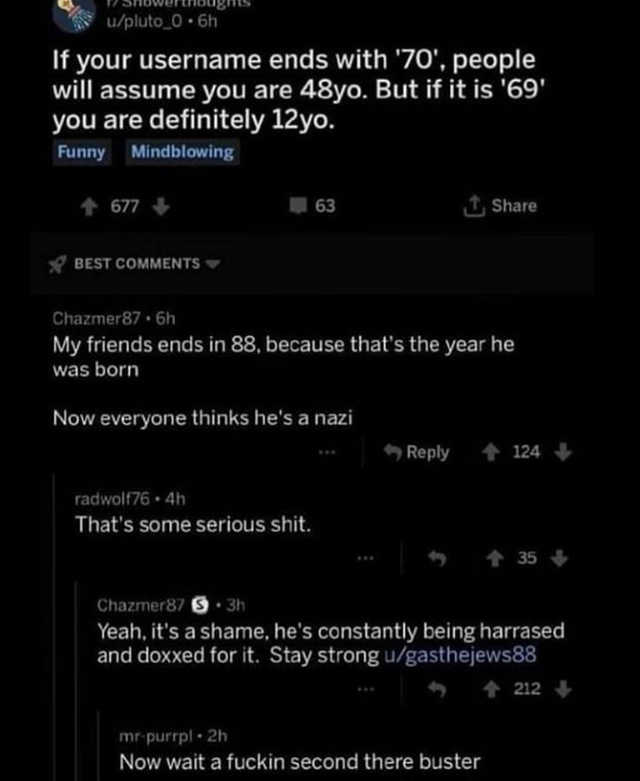 r/Showerthoughts
u/pluto_0 • 6h
If your username ends with '70', people
will assume you are 48yo. But if it is '69'
you are definitely 12yo.
Funny Mindblowing
677 63 Share
BEST COMMENTS
Chazmer87 • 6h
My friends ends in 88, because that's the year he
was born
Now everyone thinks he's a nazi
... Reply 124
radwolf76 • 4h
That's some serious shit.
... 35
Chazmer87 S • 3h
Yeah, it's a shame, he's constantly being harrased
and doxxed for it. Stay strong u/gasthejews88
... 212
mr-purrpl • 2h
Now wait a fuckin second there buster